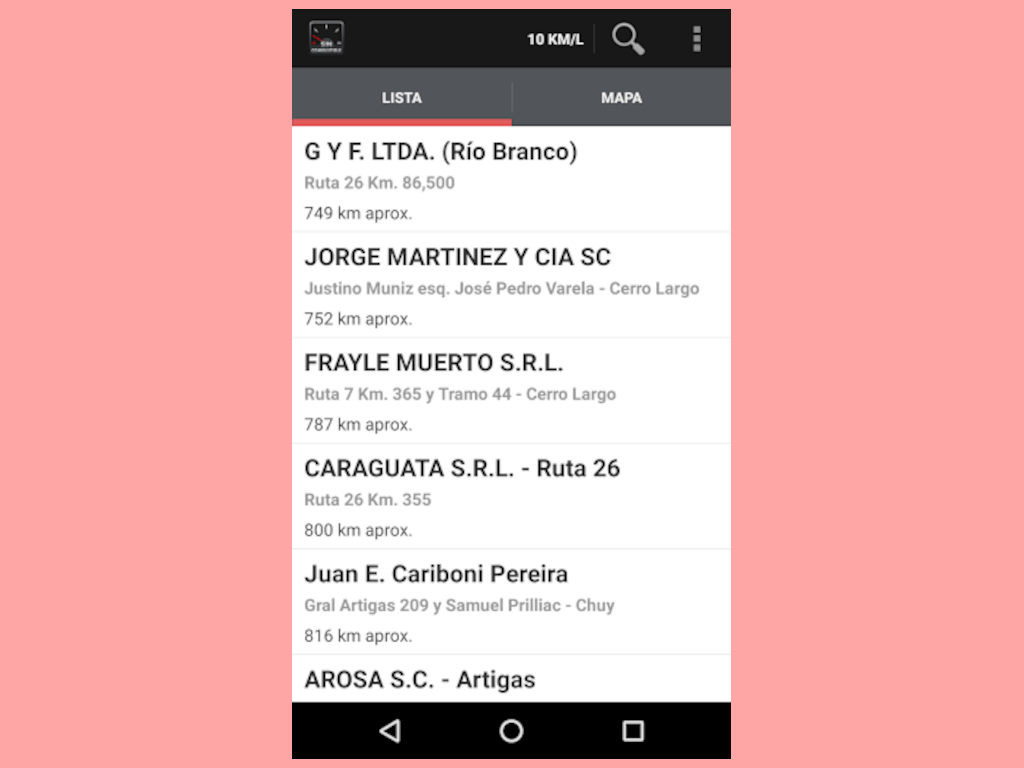 10 KM/L
LISTA
MAPA
G Y F. LTDA. (Río Branco)
Ruta 26 Km. 86,500
749 km aprox.
JORGE MARTINEZ Y CIA SC
Justino Muniz esq. José Pedro Varela - Cerro Largo
752 km aprox.
FRAYLE MUERTO S.R.L.
Ruta 7 Km. 365 y Tramo 44 - Cerro Largo
787 km aprox.
CARAGUATA S.R.L. - Ruta 26
Ruta 26 Km. 355
800 km aprox.
Juan E. Cariboni Pereira
Gral Artigas 209 y Samuel Prilliac - Chuy
816 km aprox.
AROSA S.C. - Artigas